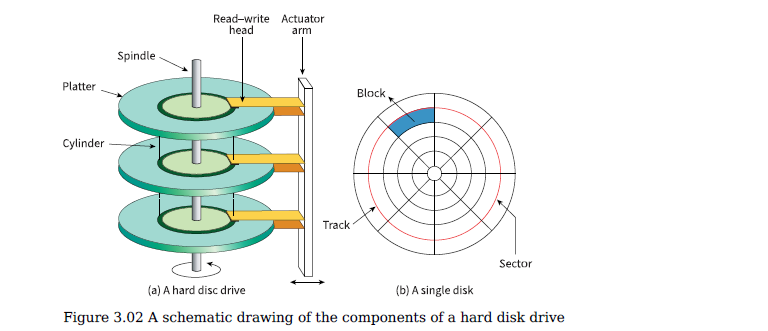 Read–write
head
Actuator
arm
Spindle
Platter
Cylinder
Block
Track
Sector
(a) A hard disc drive
(b) A single disk
Figure 3.02 A schematic drawing of the components of a hard disk drive